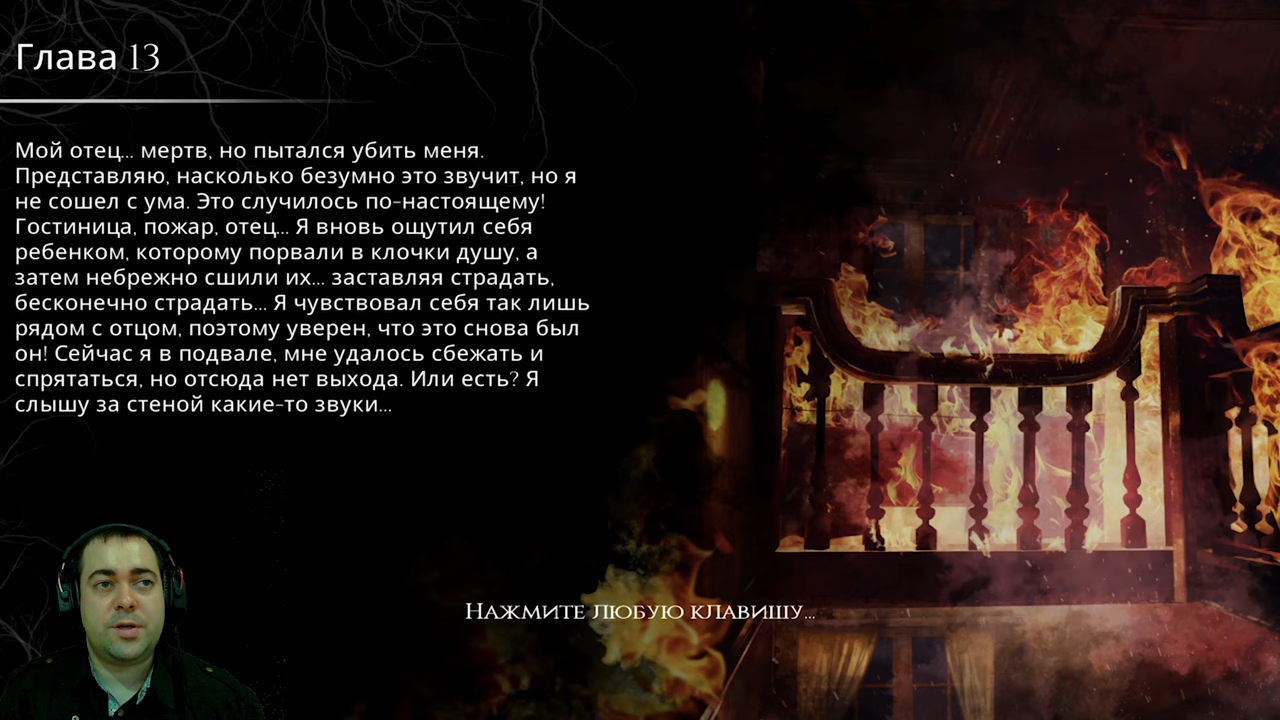 Глава 13
Мой отец... мертв, но пытался убить меня.
Представляю, насколько безумно это звучит, но я
не сошел с ума. Это случилось по-настоящему!
Гостиница, пожар, отец... Я вновь ощутил себя
ребенком, которому порвали в клочки душу, а
затем небрежно сшили их... заставляя страдать,
бесконечно страдать... Я чувствовал себя так лишь
рядом с отцом, поэтому уверен, что это снова был
он! Сейчас я в подвале, мне удалось сбежать и
спрятаться, но отсюда нет выхода. Или есть? Я
слышу за стеной какие-то звуки...
Нажмите любую клавишу...